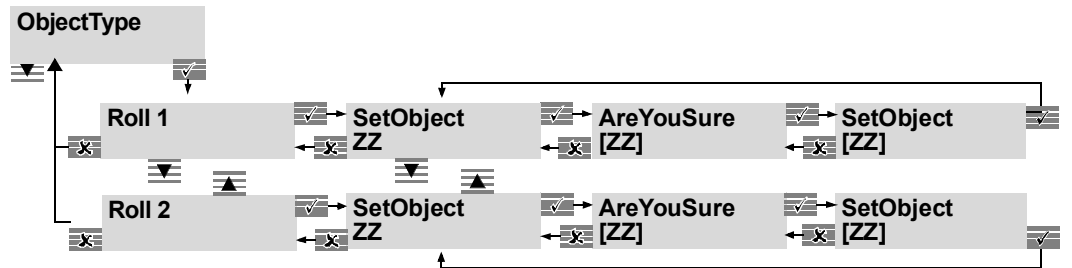 ObjectType
Roll 1
SetObject
ZZ
AreYouSure
[ZZ]
SetObject
[ZZ]
Roll 2
SetObject
ZZ
AreYouSure
[ZZ]
SetObject
[ZZ]